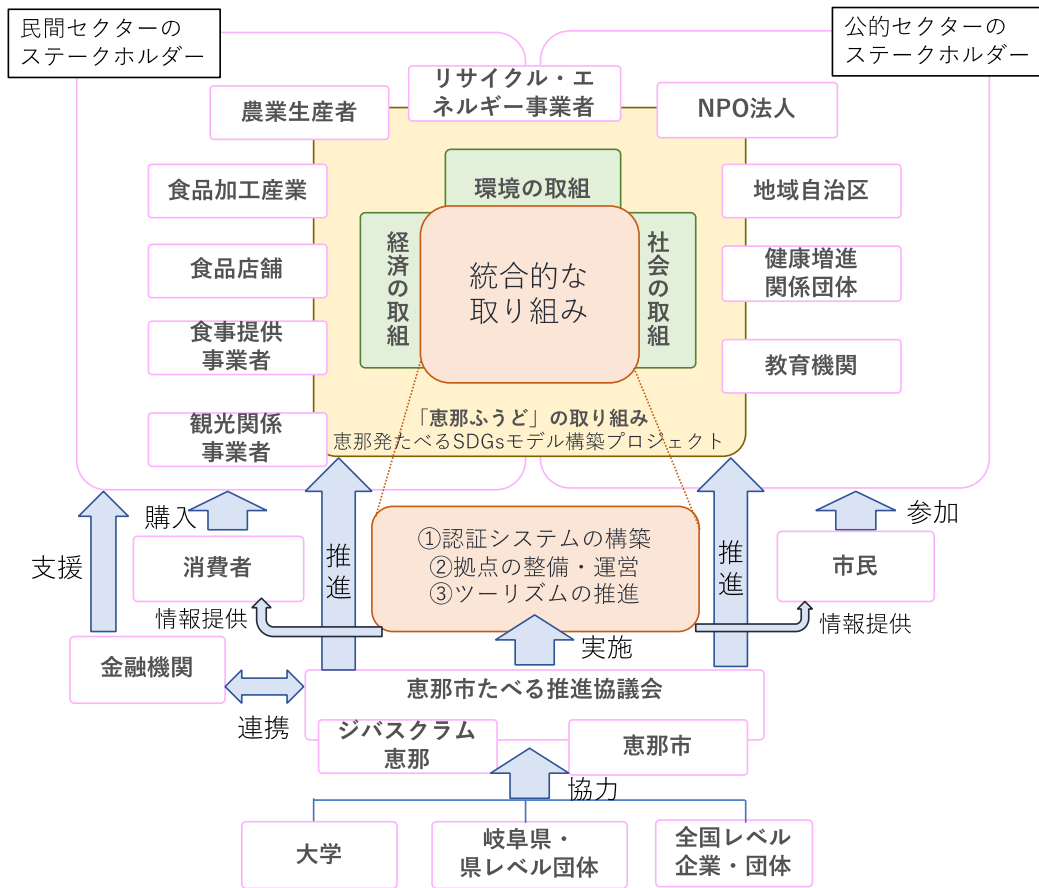 民間セクターの
ステークホルダー
公的セクターの
ステークホルダー
リサイクル・エ
ネルギー事業者
農業生産者
NPO法人
食品加工産業
環境の取組
地域自治区
食品店舗
経済の取組
統合的な
取り組み
社会の取組
健康増進
関係団体
食事提供
事業者
教育機関
観光関係
事業者
「恵那ふうど」の取り組み
恵那発たべるSDGsモデル構築プロジェクト
支援
購入
推進
①認証システムの構築
②拠点の整備・運営
③ツーリズムの推進
推進
参加
消費者
市民
情報提供
情報提供
実施
金融機関
連携
恵那市たべる推進協議会
ジバスクラム
恵那
恵那市
協力
大学
岐阜県・
県レベル団体
全国レベル
企業・団体